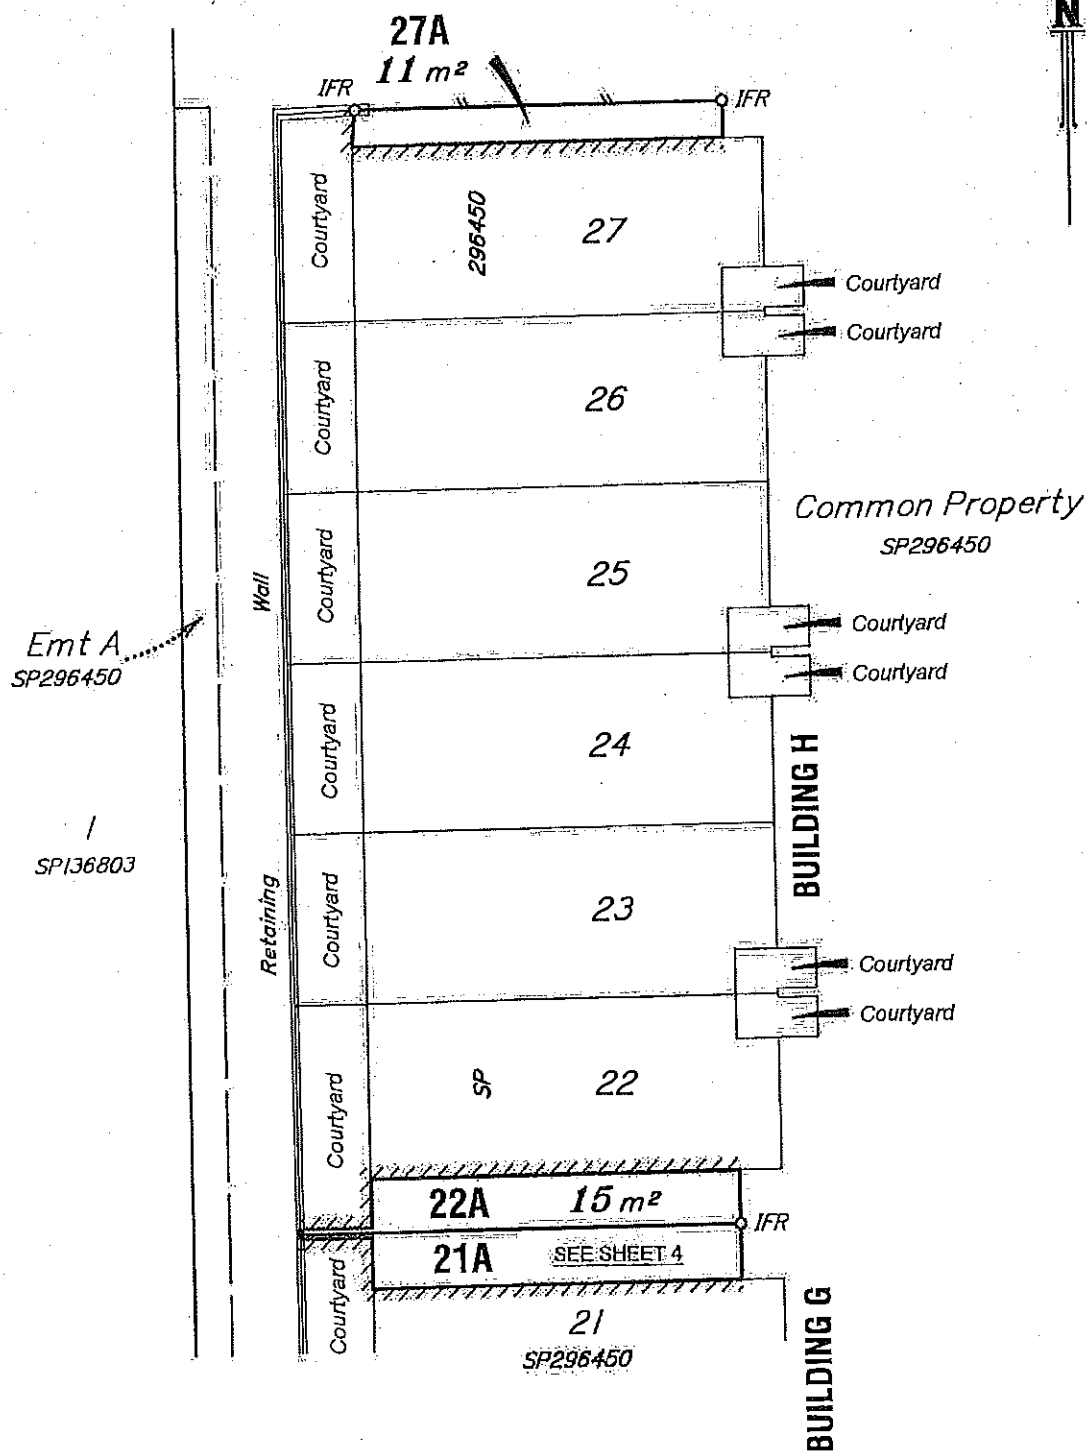 N
27A
11 m²
IFR
IFR
Courtyard
296450
27
Courtyard
Courtyard
Courtyard
26
Common Property
SP296450
Courtyard
25
Wall
Courtyard
Emt A
SP296450
Courtyard
Courtyard
24
BUILDING H
1
SP136803
Courtyard
23
Retaining
Courtyard
Courtyard
Courtyard
SP
22
22A
15 m²
IFR
21A
SEE SHEET 4
Courtyard
21
SP296450
BUILDING G